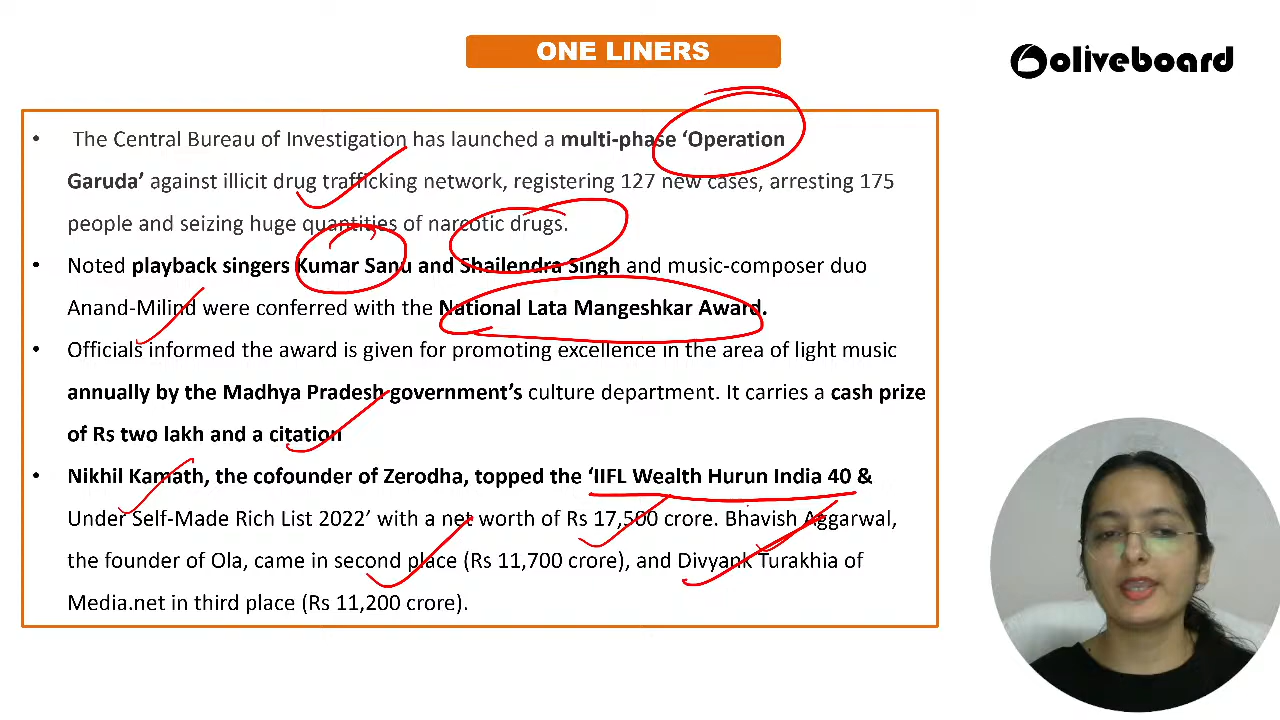 ONE LINERS
oliveboard
• The Central Bureau of Investigation has launched a multi-phase ‘Operation
Garuda’ against illicit drug trafficking network, registering 127 new cases, arresting 175
people and seizing huge quantities of narcotic drugs.
• Noted playback singers Kumar Sanu and Shailendra Singh and music-composer duo
Anand-Milind were conferred with the National Lata Mangeshkar Award.
• Officials informed the award is given for promoting excellence in the area of light music
annually by the Madhya Pradesh government’s culture department. It carries a cash prize
of Rs two lakh and a citation
• Nikhil Kamath, the cofounder of Zerodha, topped the ‘IIFL Wealth Hurun India 40 &
Under Self-Made Rich List 2022’ with a net worth of Rs 17,500 crore. Bhavish Aggarwal,
the founder of Ola, came in second place (Rs 11,700 crore), and Divyank Turakhia of
Media.net in third place (Rs 11,200 crore).